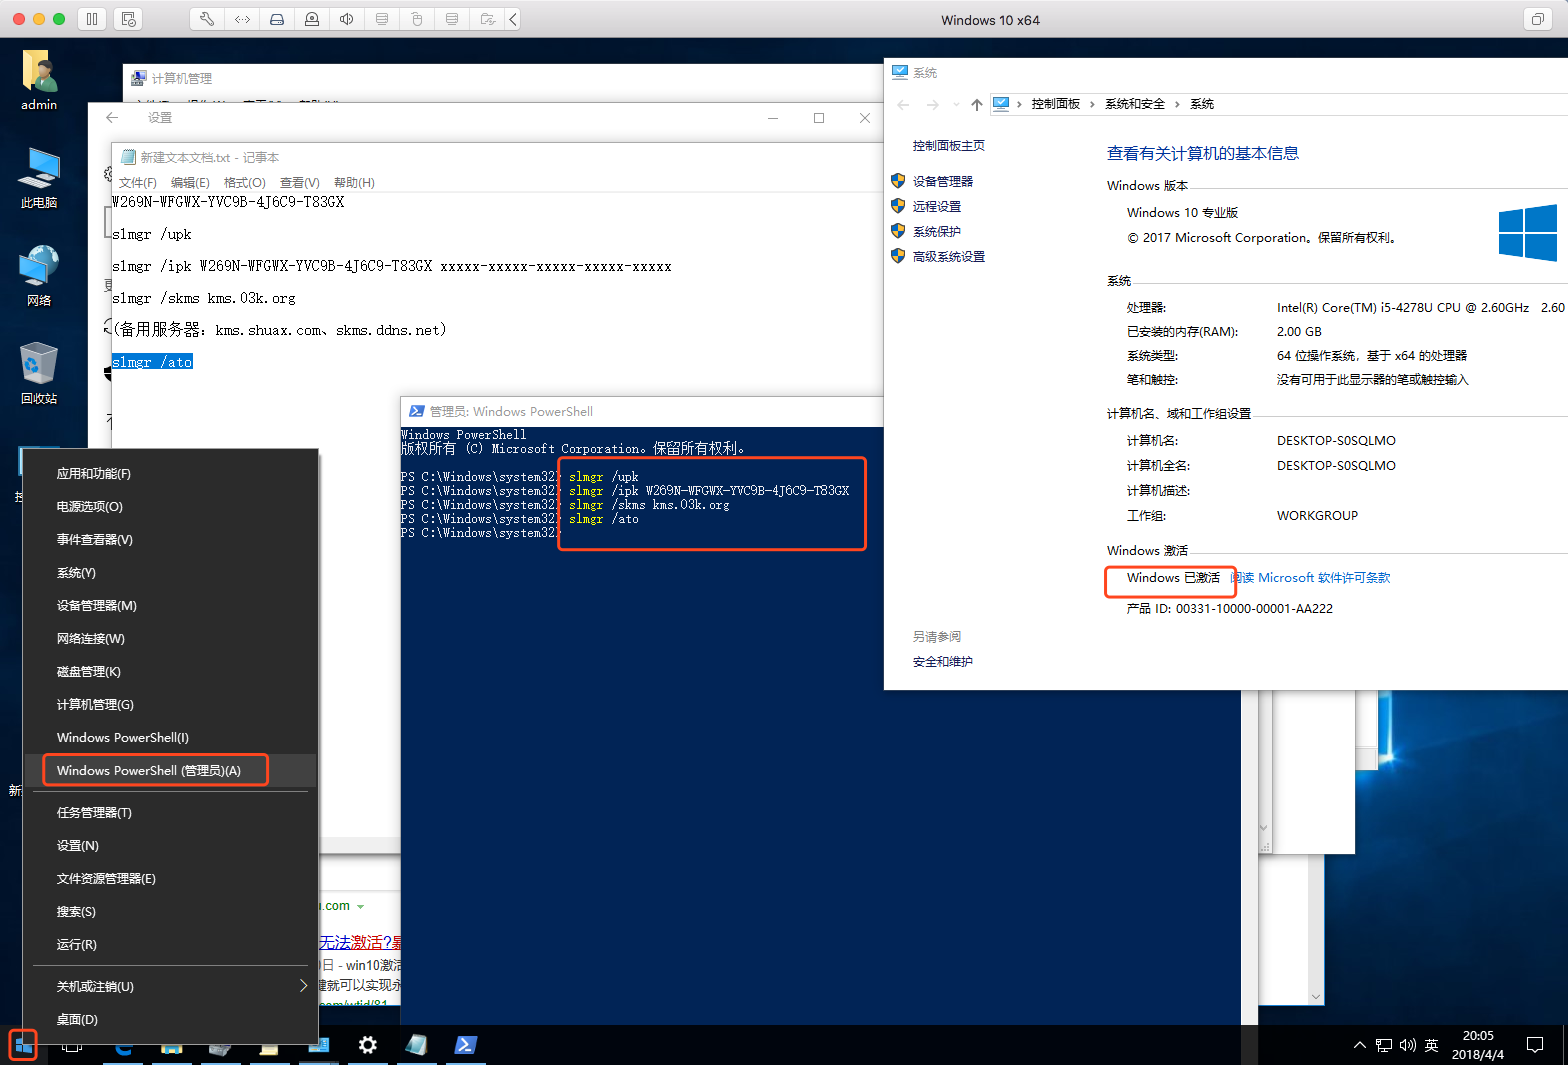 Windows 10 x64
admin
此电脑
网络
回收站
计算机管理
设置
新建文本文档.txt - 记事本
文件(F) 编辑(E) 格式(O) 查看(V) 帮助(H)
W269N-WFGWX-YVC9B-4J6C9-T83GX
slmgr /upk
slmgr /ipk W269N-WFGWX-YVC9B-4J6C9-T83GX xxxxx-xxxxx-xxxxx-xxxxx-xxxxx
slmgr /skms kms.03k.org
(备用服务器: kms.shuax.com、skms.ddns.net)
slmgr /ato
管理员: Windows PowerShell
Windows PowerShell
版权所有 (C) Microsoft Corporation。保留所有权利。
PS C:\Windows\system32> slmgr /upk
PS C:\Windows\system32> slmgr /ipk W269N-WFGWX-YVC9B-4J6C9-T83GX
PS C:\Windows\system32> slmgr /skms kms.03k.org
PS C:\Windows\system32> slmgr /ato
PS C:\Windows\system32>
系统
控制面板 系统和安全 系统
控制面板主页
设备管理器
远程设置
系统保护
高级系统设置
另请参阅
安全和维护
查看有关计算机的基本信息
Windows 版本
Windows 10 专业版
© 2017 Microsoft Corporation。保留所有权利。
系统
处理器: Intel(R) Core(TM) i5-4278U CPU @ 2.60GHz 2.60
已安装的内存(RAM): 2.00 GB
系统类型: 64 位操作系统，基于 x64 的处理器
笔和触控: 没有可用于此显示器的笔或触控输入
计算机名、域和工作组设置
计算机名: DESKTOP-S0SQLMO
计算机全名: DESKTOP-S0SQLMO
计算机描述:
工作组: WORKGROUP
Windows 激活
Windows 已激活 阅读 Microsoft 软件许可条款
产品 ID: 00331-10000-00001-AA222
应用和功能(F)
电源选项(O)
事件查看器(V)
系统(Y)
设备管理器(M)
网络连接(W)
磁盘管理(K)
计算机管理(G)
Windows PowerShell(I)
Windows PowerShell (管理员)(A)
任务管理器(T)
设置(N)
文件资源管理器(E)
搜索(S)
运行(R)
关机或注销(U)
桌面(D)
.com
无法激活?
日 - win10激活
键就可以实现永
.com/wtjd/81
英
20:05
2018/4/4